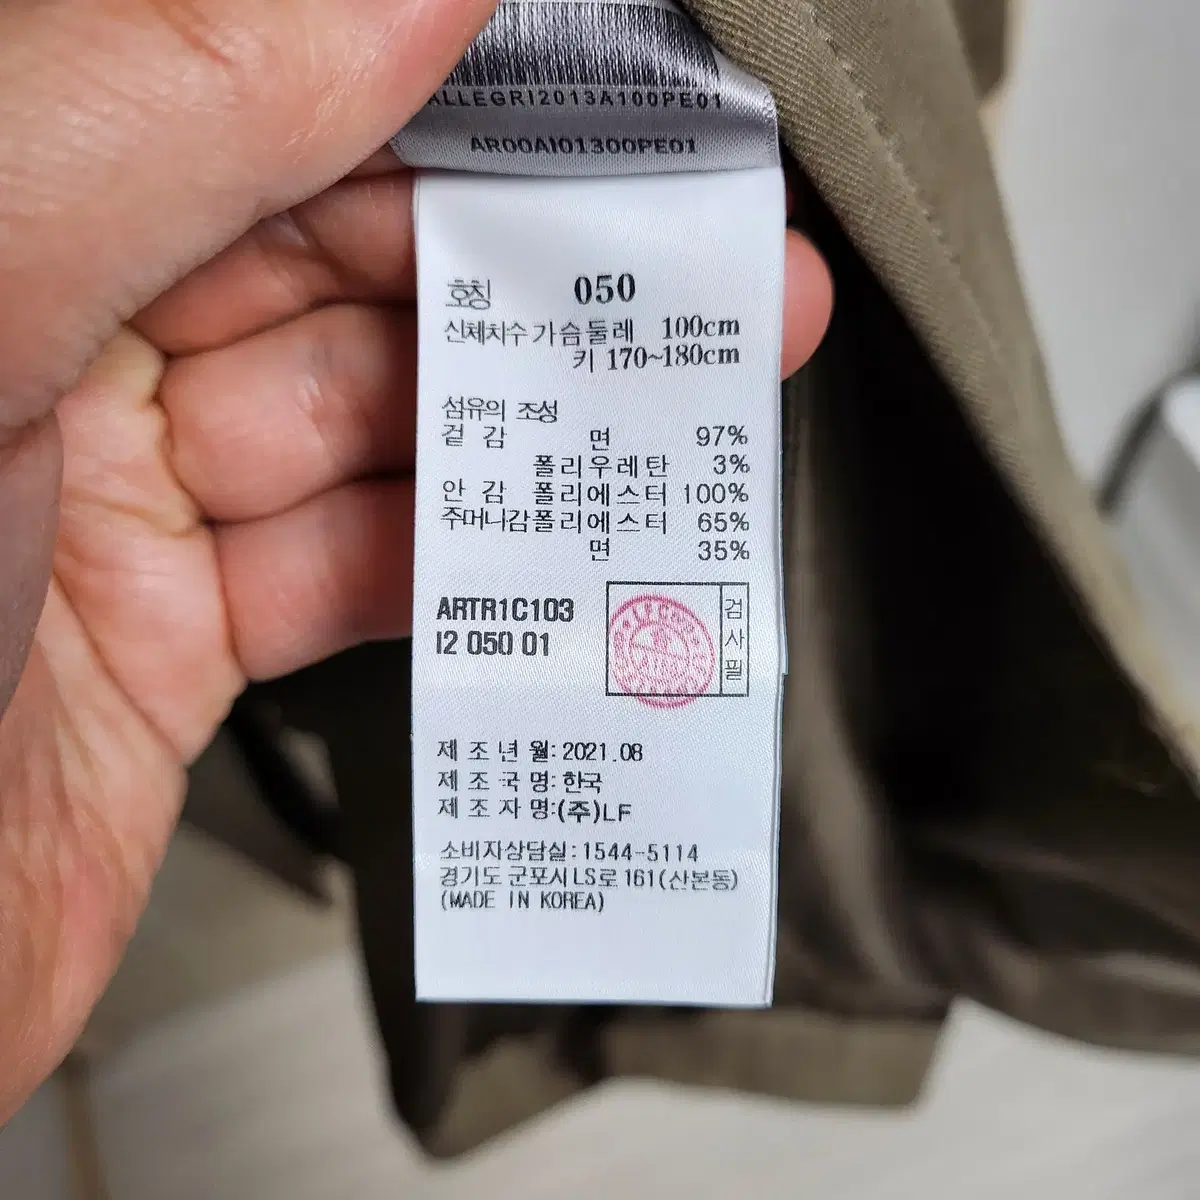 ALLEGRI2013A100PE01
AR00AI01300PE01
호칭 050
신체치수 가슴둘레 100cm
키 170~180cm
섬유의 조성
겉 감 면 97%
폴리우레탄 3%
안 감 폴리에스터 100%
주머니감폴리에스터 65%
면 35%
ARTR1C103
I2 050 01
검사필
제 조 년 월: 2021.08
제 조 국 명: 한국
제 조 자 명:(주)LF
소비자상담실:1544-5114
경기도 군포시 LS로 161(산본동)
(MADE IN KOREA)